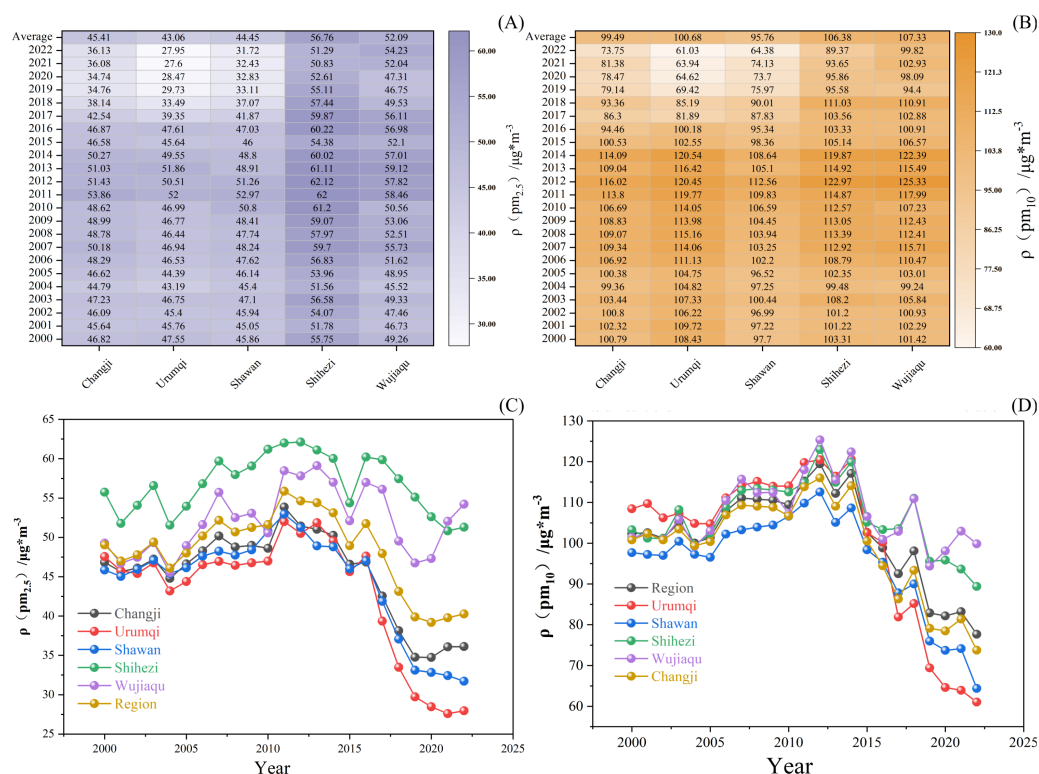 (A)
Average 45.41 43.06 44.45 56.76 52.09
2022 36.13 27.95 31.72 51.29 54.23
2021 36.08 27.6 32.43 50.83 52.04
2020 34.74 28.47 32.83 52.61 47.31
2019 34.76 29.73 33.11 55.11 46.75
2018 38.14 33.49 37.07 57.44 49.53
2017 42.54 39.35 41.87 59.87 56.11
2016 46.87 47.61 47.03 60.22 56.98
2015 46.58 45.64 46 54.38 52.1
2014 50.27 49.55 48.8 60.02 57.01
2013 51.03 51.86 48.91 61.11 59.12
2012 51.43 50.51 51.26 62.12 57.82
2011 53.86 52 52.97 62 58.46
2010 48.62 46.99 50.8 61.2 50.56
2009 48.99 46.77 48.41 59.07 53.06
2008 48.78 46.44 47.74 57.97 52.51
2007 50.18 46.94 48.24 59.7 55.73
2006 48.29 46.53 47.62 56.83 51.62
2005 46.62 44.39 46.14 53.96 48.95
2004 44.79 43.19 45.4 51.56 45.52
2003 47.23 46.75 47.1 56.58 49.33
2002 46.09 45.4 45.94 54.07 47.46
2001 45.64 45.76 45.05 51.78 46.73
2000 46.82 47.55 45.86 55.75 49.26
Changji Urumqi Shawan Shihezi Wujiaqu
60.00
55.00
50.00
45.00
40.00
35.00
30.00
ρ（pm2.5）/μg*m-3
(B)
Average 99.49 100.68 95.76 106.38 107.33
2022 73.75 61.03 64.38 89.37 99.82
2021 81.38 63.94 74.13 93.65 102.93
2020 78.47 64.62 73.7 95.86 98.09
2019 79.14 69.42 75.97 95.58 94.4
2018 93.36 85.19 90.01 111.03 110.91
2017 86.3 81.89 87.83 103.56 102.88
2016 94.46 100.18 95.34 103.33 100.91
2015 100.53 102.55 98.36 105.14 106.57
2014 114.09 120.54 108.64 119.87 122.39
2013 109.04 116.42 105.1 114.92 115.49
2012 116.02 120.45 112.56 122.97 125.33
2011 113.8 119.77 109.83 114.87 117.99
2010 106.69 114.05 106.59 112.57 107.23
2009 108.83 113.98 104.45 113.05 112.43
2008 109.07 115.16 103.94 113.39 112.41
2007 109.34 114.06 103.25 112.92 115.71
2006 106.92 111.13 102.2 108.79 110.47
2005 100.38 104.75 96.52 102.35 103.01
2004 99.36 104.82 97.25 99.48 99.24
2003 103.44 107.33 100.44 108.2 105.84
2002 100.8 106.22 96.99 101.2 100.93
2001 102.32 109.72 97.22 101.22 102.29
2000 100.79 108.43 97.7 103.31 101.42
Changji Urumqi Shawan Shihezi Wujiaqu
130.0
121.3
112.5
103.8
95.00
86.25
77.50
68.75
60.00
ρ（pm10）/μg*m-3
(C)
65
60
55
50
45
40
35
30
25
ρ（pm2.5）/μg*m-3
Changji
Urumqi
Shawan
Shihezi
Wujiaqu
Region
2000 2005 2010 2015 2020 2025
Year
(D)
130
120
110
100
90
80
70
60
ρ（pm10）/μg*m-3
Region
Urumqi
Shawan
Shihezi
Wujiaqu
Changji
2000 2005 2010 2015 2020 2025
Year